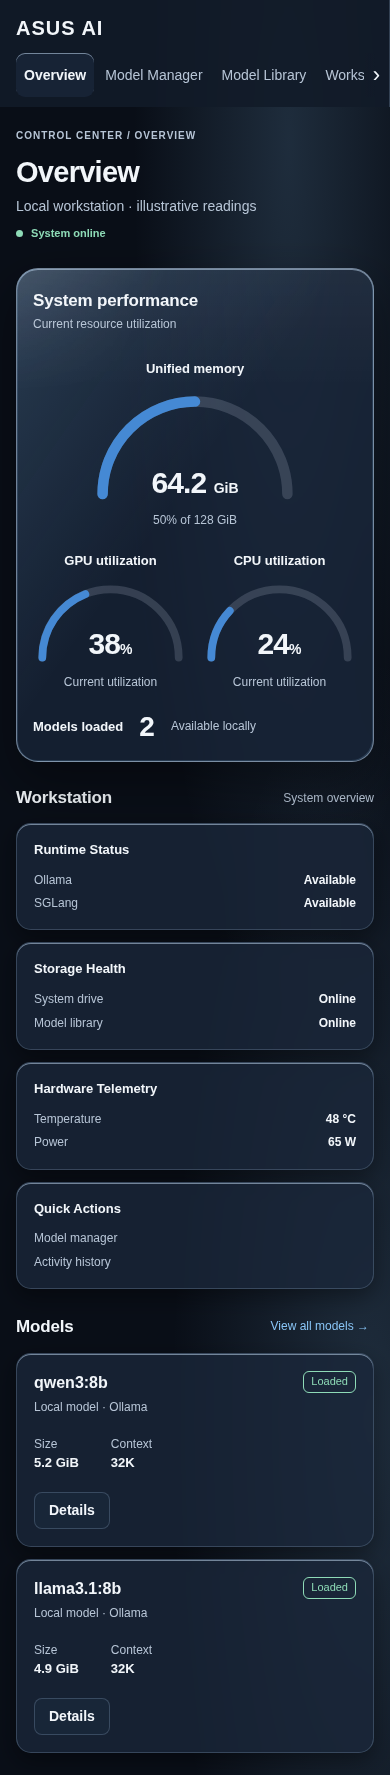 ASUS AI
Overview Model Manager Model Library Works ›
CONTROL CENTER / OVERVIEW
Overview
Local workstation · illustrative readings
System online
System performance
Current resource utilization
Unified memory
64.2 GiB
50% of 128 GiB
GPU utilization CPU utilization
38% 24%
Current utilization Current utilization
Models loaded 2 Available locally
Workstation System overview
Runtime Status
Ollama Available
SGLang Available
Storage Health
System drive Online
Model library Online
Hardware Telemetry
Temperature 48 °C
Power 65 W
Quick Actions
Model manager
Activity history
Models View all models →
qwen3:8b Loaded
Local model · Ollama
Size Context
5.2 GiB 32K
Details
llama3.1:8b Loaded
Local model · Ollama
Size Context
4.9 GiB 32K
Details